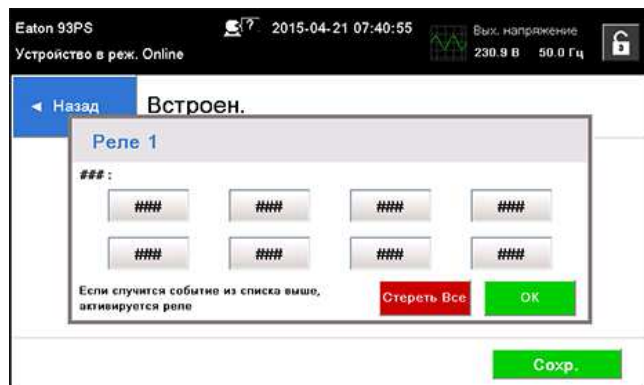 Eaton 93PS
? 2015-04-21 07:40:55
Вых. напряжение
Устройство в реж. Online
230.9 В 50.0 Гц
◄ Назад
Встроен.
Реле 1
### :
### ### ### ###
### ### ### ###
Если случится событие из списка выше,
активируется реле
Стереть Все
ОК
Сохр.